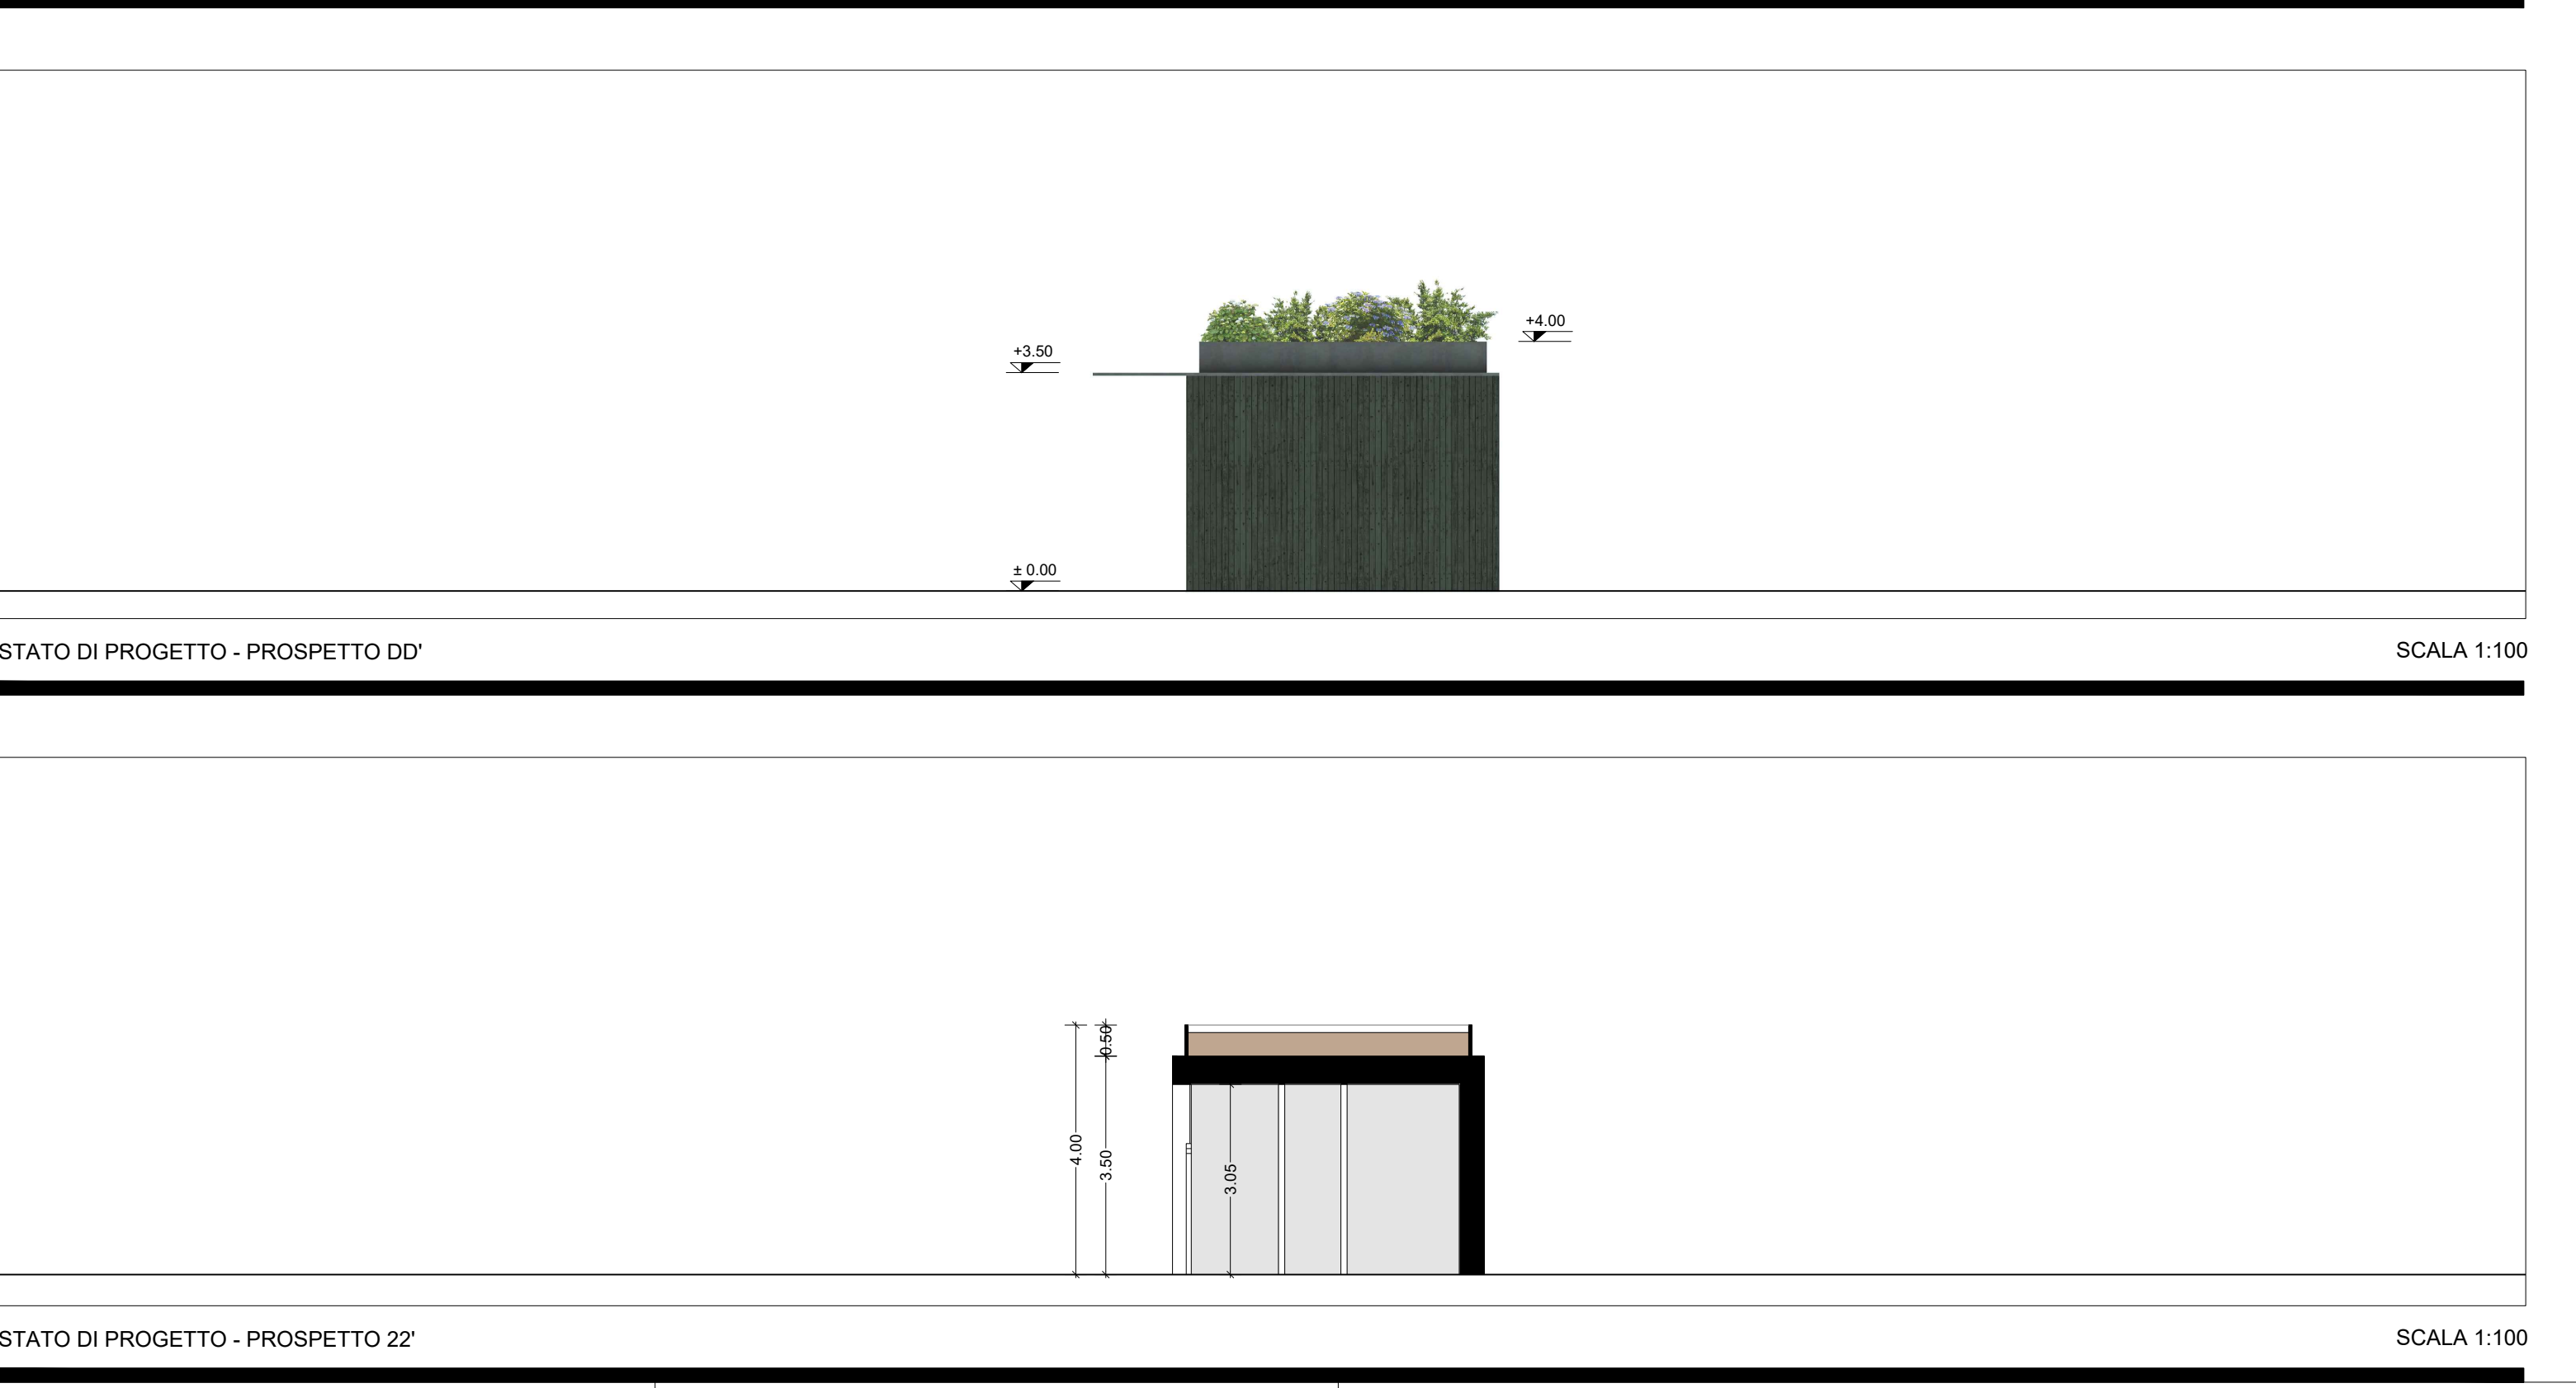 +4.00
+3.50
± 0.00
STATO DI PROGETTO - PROSPETTO DD'
SCALA 1:100
0.50
4.00
3.50
3.05
STATO DI PROGETTO - PROSPETTO 22'
SCALA 1:100